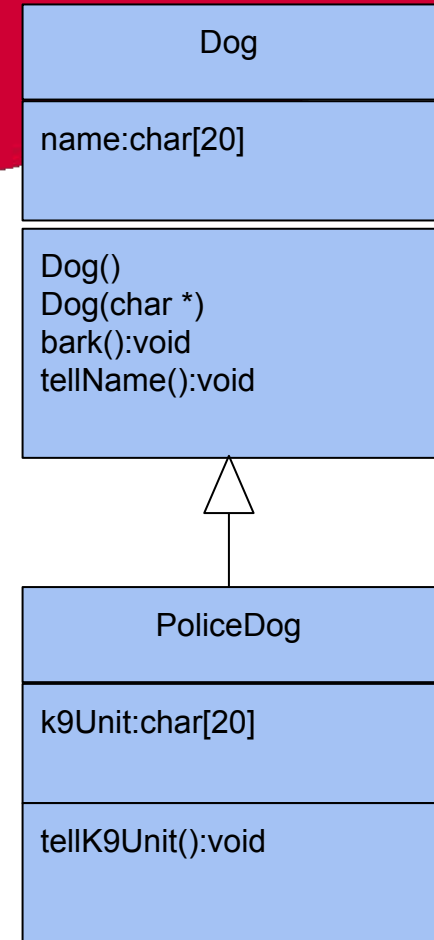 Dog
name:char[20]
Dog()
Dog(char *)
bark():void
tellName():void
PoliceDog
k9Unit:char[20]
tellK9Unit():void